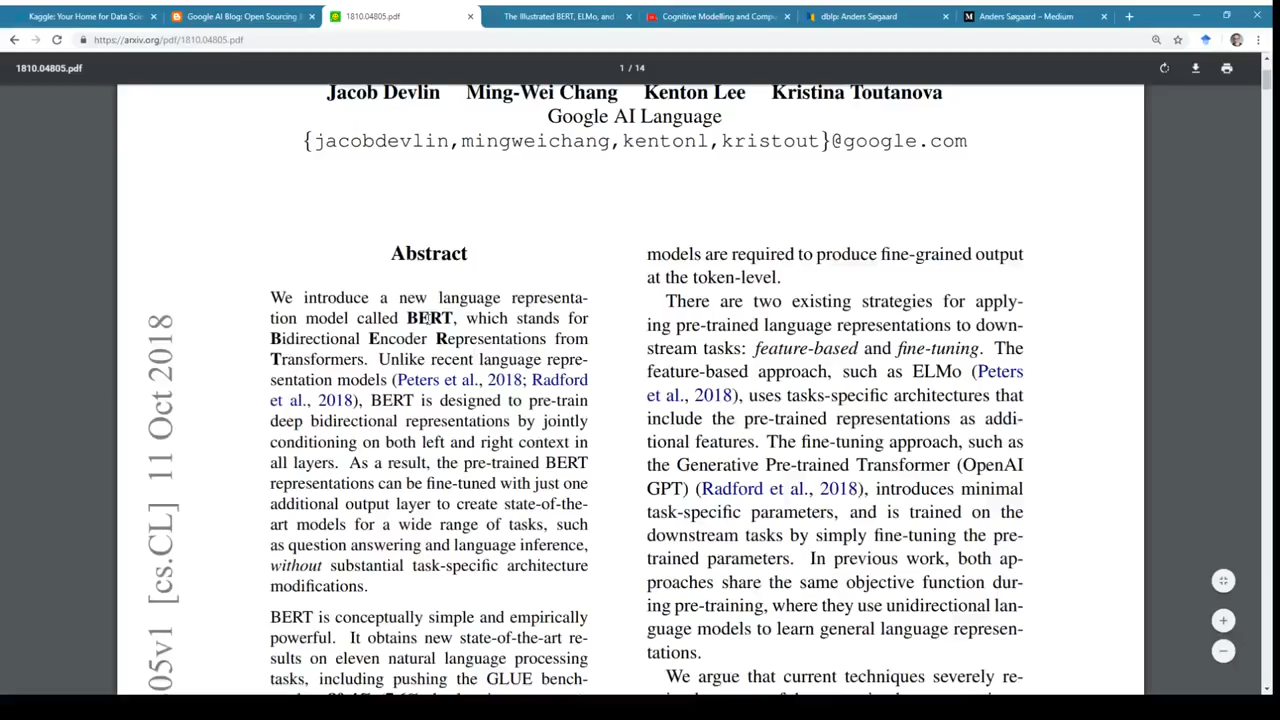 Kaggle: Your Home for Data Scie
Google AI Blog: Open Sourcing
1810.04805.pdf
The Illustrated BERT, ELMo, and
Cognitive Modelling and Compu
dblp: Anders Søgaard
Anders Søgaard – Medium
https://arxiv.org/pdf/1810.04805.pdf
1810.04805.pdf
1 / 14
Jacob Devlin Ming-Wei Chang Kenton Lee Kristina Toutanova
Google AI Language
{jacobdevlin,mingweichang,kentonl,kristout}@google.com
05v1 [cs.CL] 11 Oct 2018
Abstract
We introduce a new language representa-
tion model called BERT, which stands for
Bidirectional Encoder Representations from
Transformers. Unlike recent language repre-
sentation models (Peters et al., 2018; Radford
et al., 2018), BERT is designed to pre-train
deep bidirectional representations by jointly
conditioning on both left and right context in
all layers. As a result, the pre-trained BERT
representations can be fine-tuned with just one
additional output layer to create state-of-the-
art models for a wide range of tasks, such
as question answering and language inference,
without substantial task-specific architecture
modifications.
BERT is conceptually simple and empirically
powerful. It obtains new state-of-the-art re-
sults on eleven natural language processing
tasks, including pushing the GLUE bench-
models are required to produce fine-grained output
at the token-level.
There are two existing strategies for apply-
ing pre-trained language representations to down-
stream tasks: feature-based and fine-tuning. The
feature-based approach, such as ELMo (Peters
et al., 2018), uses tasks-specific architectures that
include the pre-trained representations as addi-
tional features. The fine-tuning approach, such as
the Generative Pre-trained Transformer (OpenAI
GPT) (Radford et al., 2018), introduces minimal
task-specific parameters, and is trained on the
downstream tasks by simply fine-tuning the pre-
trained parameters. In previous work, both ap-
proaches share the same objective function dur-
ing pre-training, where they use unidirectional lan-
guage models to learn general language represen-
tations.
We argue that current techniques severely re-